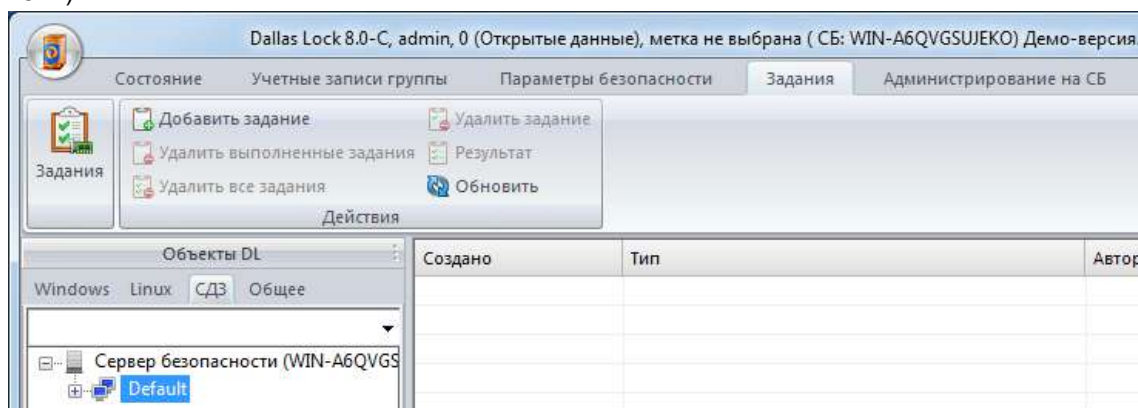 Dallas Lock 8.0-C, admin, 0 (Открытые данные), метка не выбрана ( СБ: WIN-A6QVGSUJEKO) Демо-версия
Состояние Учетные записи группы Параметры безопасности Задания Администрирование на СБ
Задания
Добавить задание Удалить задание
Удалить выполненные задания Результат
Удалить все задания Обновить
Действия
Объекты DL
Windows Linux СДЗ Общее
Создано Тип Автор
Сервер безопасности (WIN-A6QVGS
Default